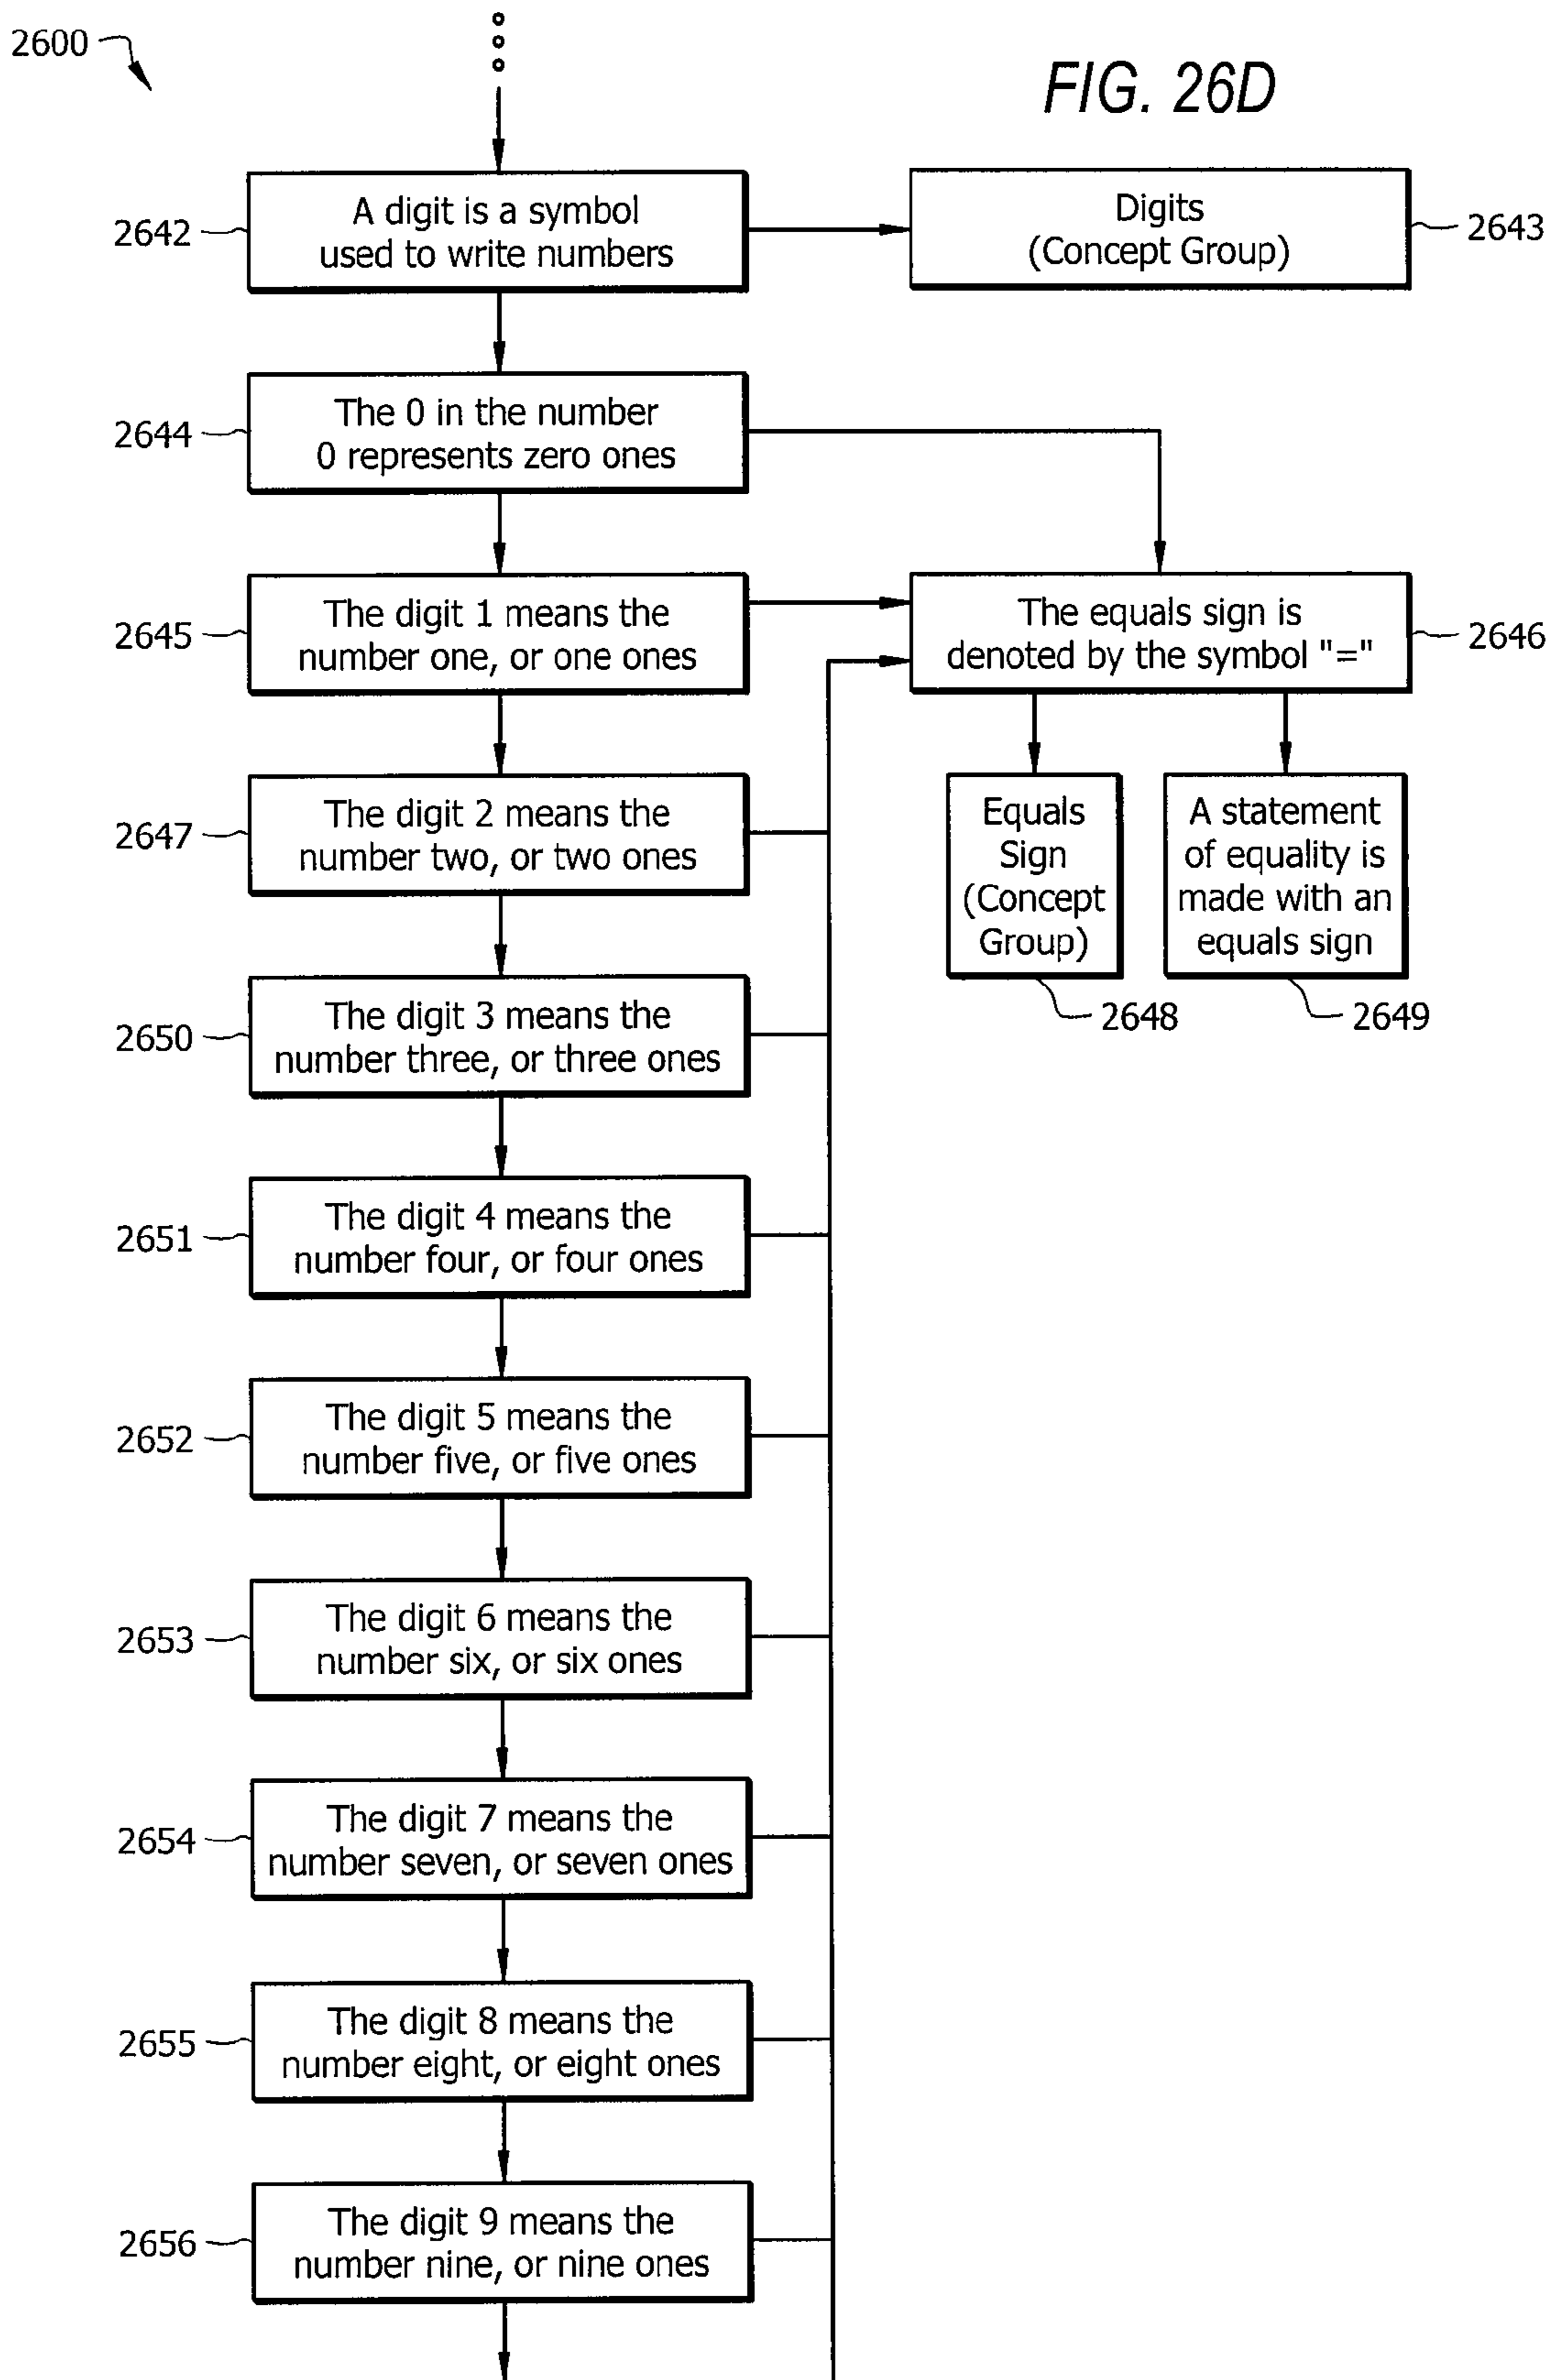 2600
FIG. 26D
2642
A digit is a symbol
used to write numbers
Digits
(Concept Group)
2643
2644
The 0 in the number
0 represents zero ones
2645
The digit 1 means the
number one, or one ones
The equals sign is
denoted by the symbol "="
2646
2647
The digit 2 means the
number two, or two ones
Equals
Sign
(Concept
Group)
2648
A statement
of equality is
made with an
equals sign
2649
2650
The digit 3 means the
number three, or three ones
2651
The digit 4 means the
number four, or four ones
2652
The digit 5 means the
number five, or five ones
2653
The digit 6 means the
number six, or six ones
2654
The digit 7 means the
number seven, or seven ones
2655
The digit 8 means the
number eight, or eight ones
2656
The digit 9 means the
number nine, or nine ones